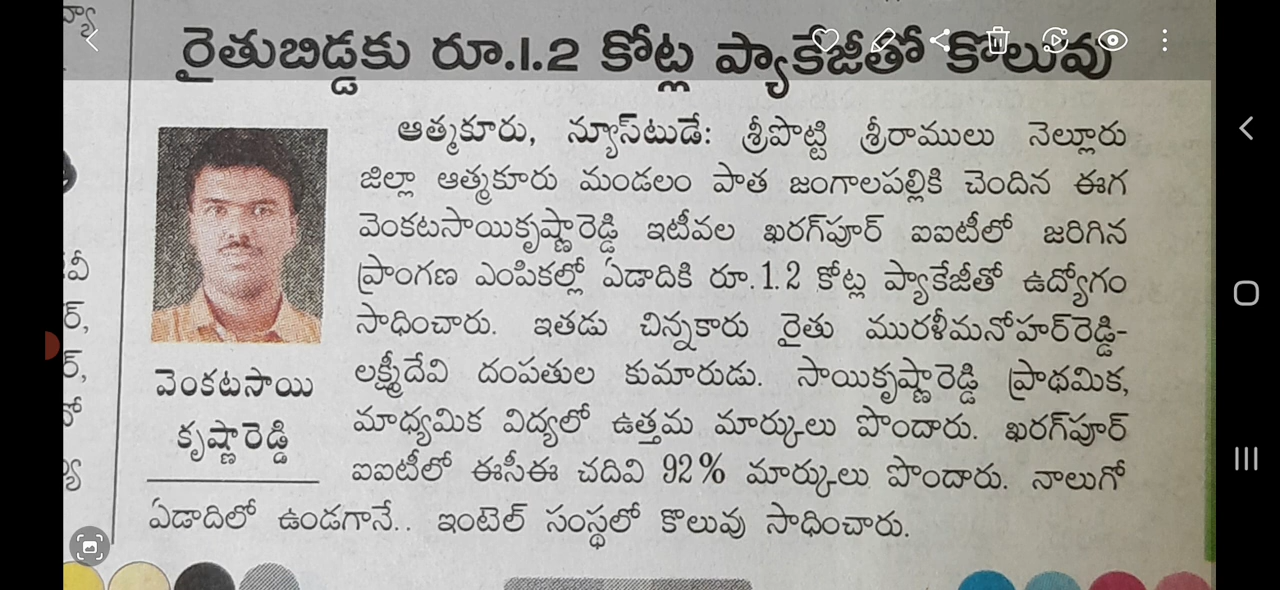 రైతుబిడ్డకు రూ.1.2 కోట్ల ప్యాకేజీతో కొలువు
ఆత్మకూరు, న్యూస్‌టుడే: శ్రీపొట్టి శ్రీరాములు నెల్లూరు
జిల్లా ఆత్మకూరు మండలం పాత జంగాలపల్లికి చెందిన ఈగ
వెంకటసాయికృష్ణారెడ్డి ఇటీవల ఖరగ్‌పూర్ ఐఐటీలో జరిగిన
ప్రాంగణ ఎంపికల్లో ఏడాదికి రూ.1.2 కోట్ల ప్యాకేజీతో ఉద్యోగం
సాధించారు. ఇతడు చిన్నకారు రైతు మురళీమనోహర్‌రెడ్డి-
లక్ష్మీదేవి దంపతుల కుమారుడు. సాయికృష్ణారెడ్డి ప్రాథమిక,
మాధ్యమిక విద్యలో ఉత్తమ మార్కులు పొందారు. ఖరగ్‌పూర్
ఐఐటీలో ఈసీఈ చదివి 92% మార్కులు పొందారు. నాలుగో
ఏడాదిలో ఉండగానే.. ఇంటెల్ సంస్థలో కొలువు సాధించారు.
వెంకటసాయి
కృష్ణారెడ్డి